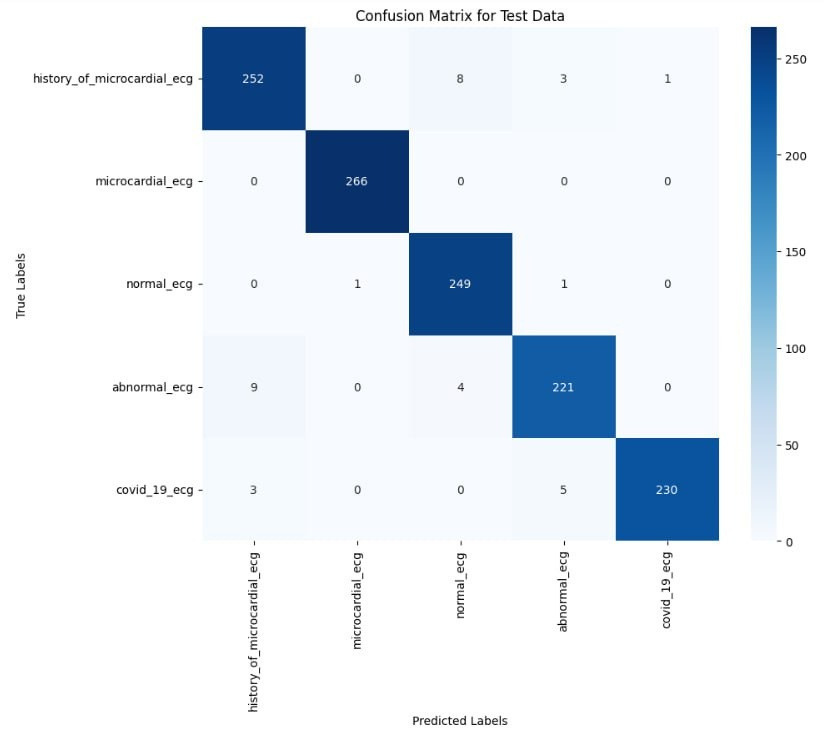 Confusion Matrix for Test Data
history_of_microcardial_ecg 252 0 8 3 1
microcardial_ecg 0 266 0 0 0
normal_ecg 0 1 249 1 0
abnormal_ecg 9 0 4 221 0
covid_19_ecg 3 0 0 5 230
True Labels
history_of_microcardial_ecg
microcardial_ecg
normal_ecg
abnormal_ecg
covid_19_ecg
Predicted Labels
250
200
150
100
50
0